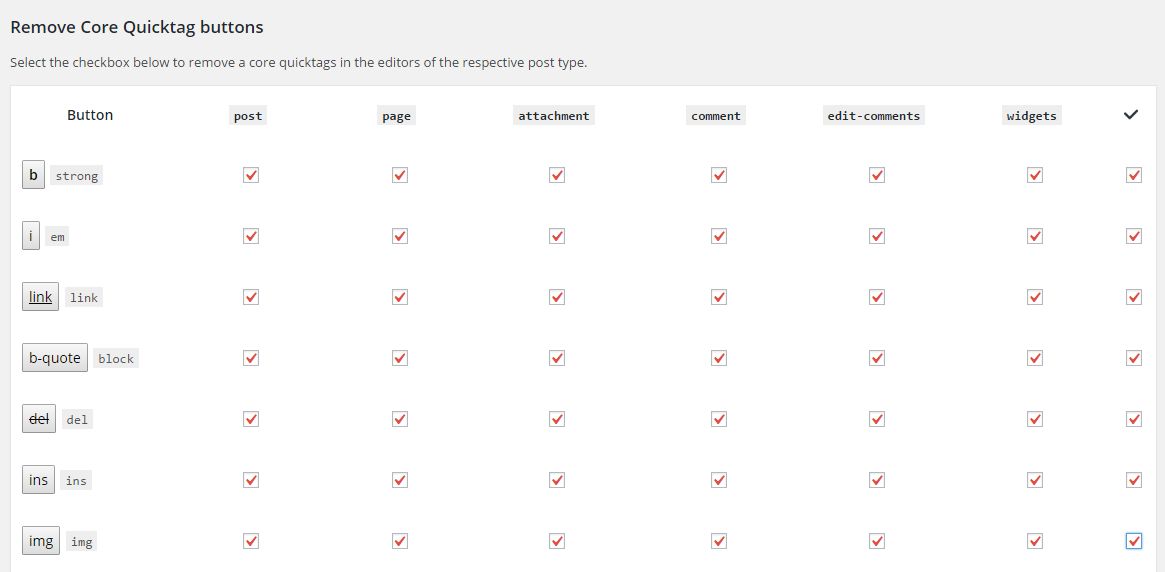 Remove Core Quicktag buttons
Select the checkbox below to remove a core quicktags in the editors of the respective post type.
Button post page attachment comment edit-comments widgets
b strong
i em
link link
b-quote block
del del
ins ins
img img